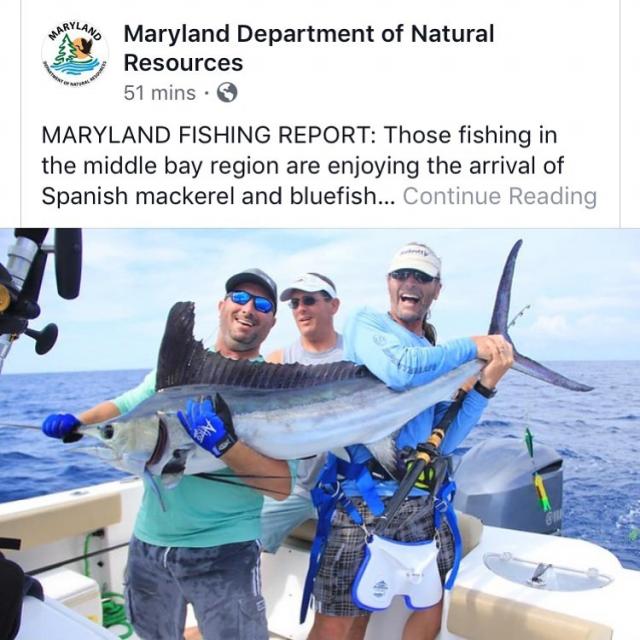 MARYLAND
DEPARTMENT OF NATURAL RESOURCES
Maryland Department of Natural
Resources
51 mins ·
MARYLAND FISHING REPORT: Those fishing in
the middle bay region are enjoying the arrival of
Spanish mackerel and bluefish... Continue Reading